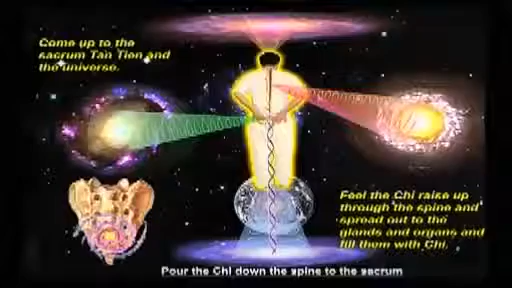 Come up to the
sacrum Tan Tien and
the universe.
Feel the Chi raise up
through the spine and
spread out to the
glands and organs and
fill them with Chi.
Pour the Chi down the spine to the sacrum